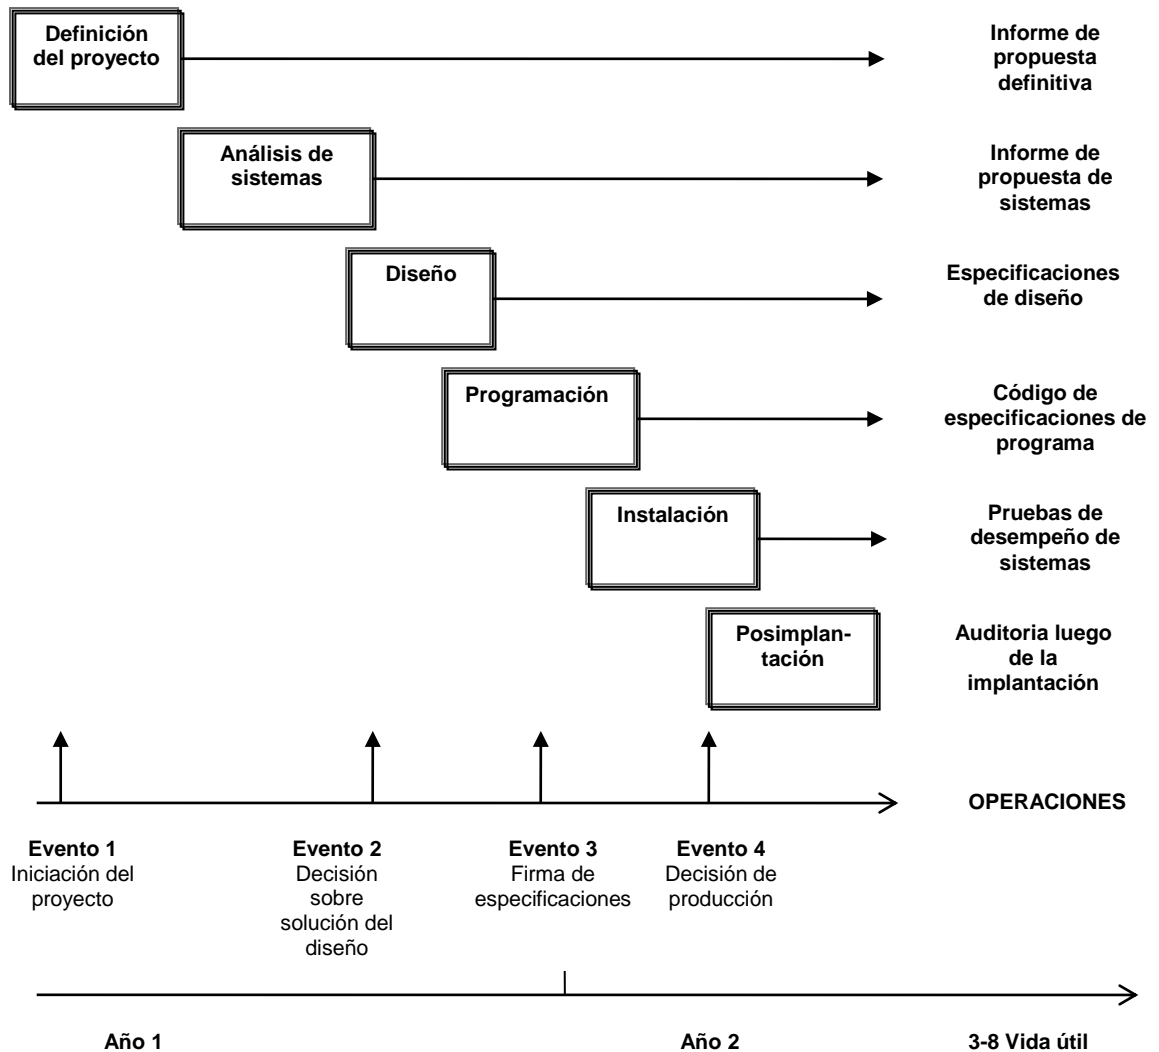 Definición
del proyecto
Informe de
propuesta
definitiva
Análisis de
sistemas
Informe de
propuesta de
sistemas
Diseño
Especificaciones
de diseño
Programación
Código de
especificaciones de
programa
Instalación
Pruebas de
desempeño de
sistemas
Posimplan-
tación
Auditoria luego
de la
implantación
OPERACIONES
Evento 1
Iniciación del
proyecto
Evento 2
Decisión
sobre
solución del
diseño
Evento 3
Firma de
especificaciones
Evento 4
Decisión de
producción
Año 1
Año 2
3-8 Vida útil